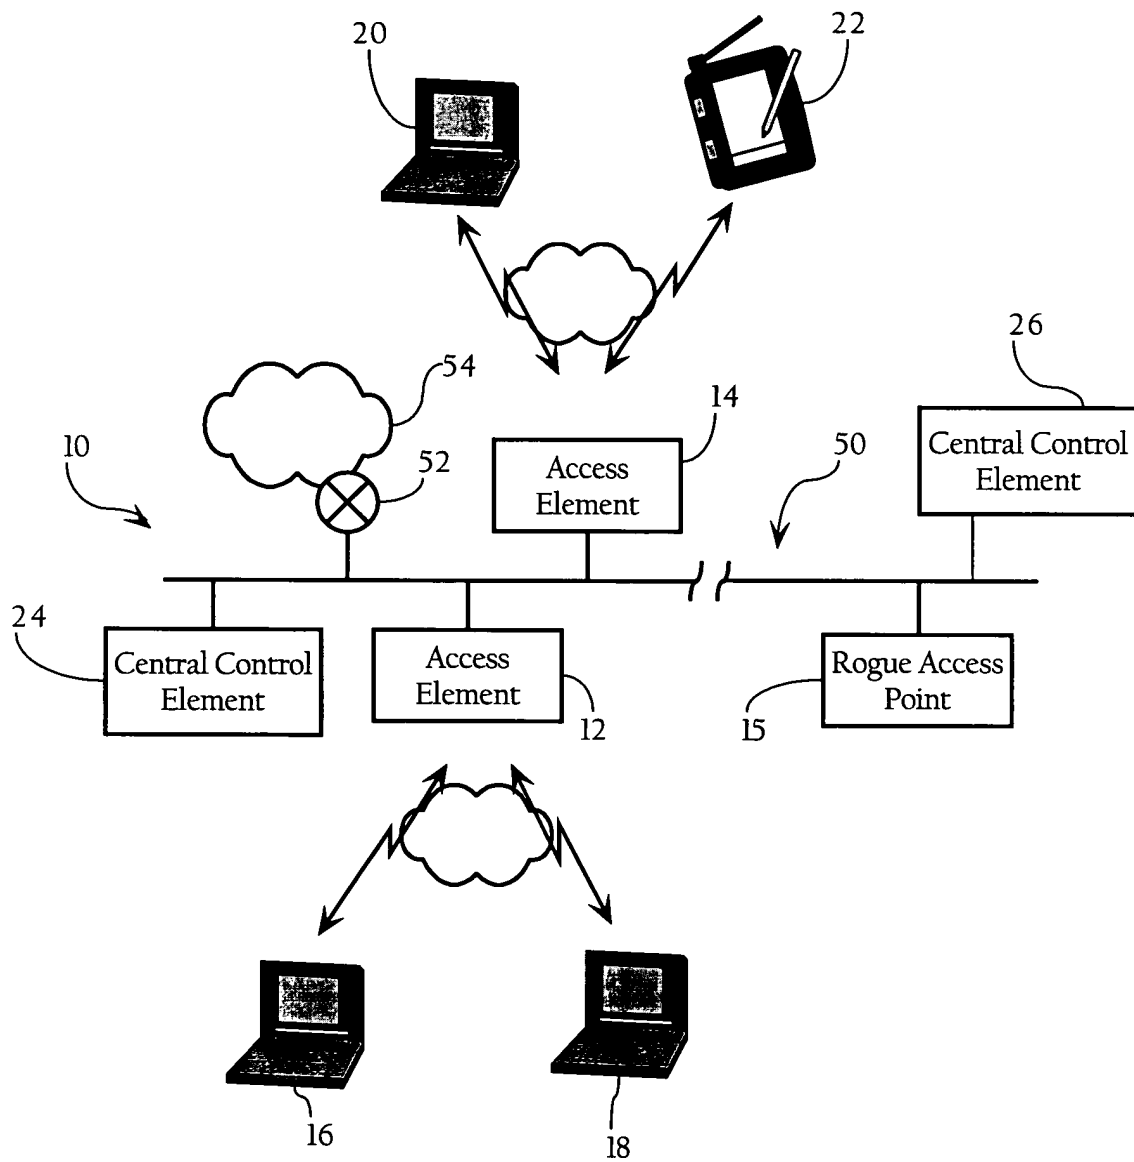 20
22
26
54
14
10
52
50
Access
Element
Central Control
Element
24
Central Control
Element
Access
Element
Rogue Access
Point
12
15
16
18